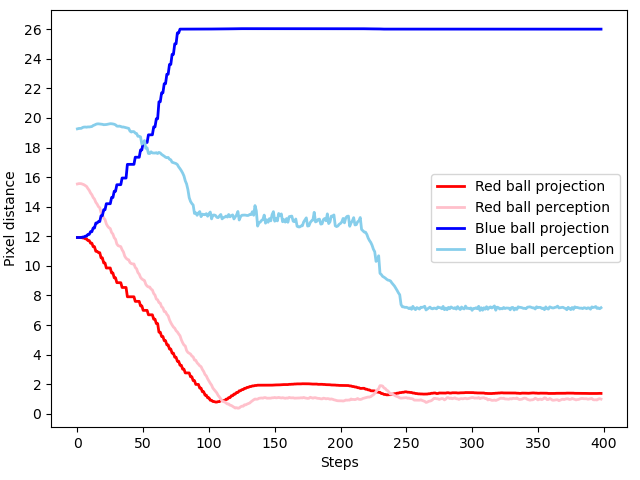 26
24
22
20
18
16
14
12
10
8
6
4
2
0
Pixel distance
Red ball projection
Red ball perception
Blue ball projection
Blue ball perception
0 50 100 150 200 250 300 350 400
Steps